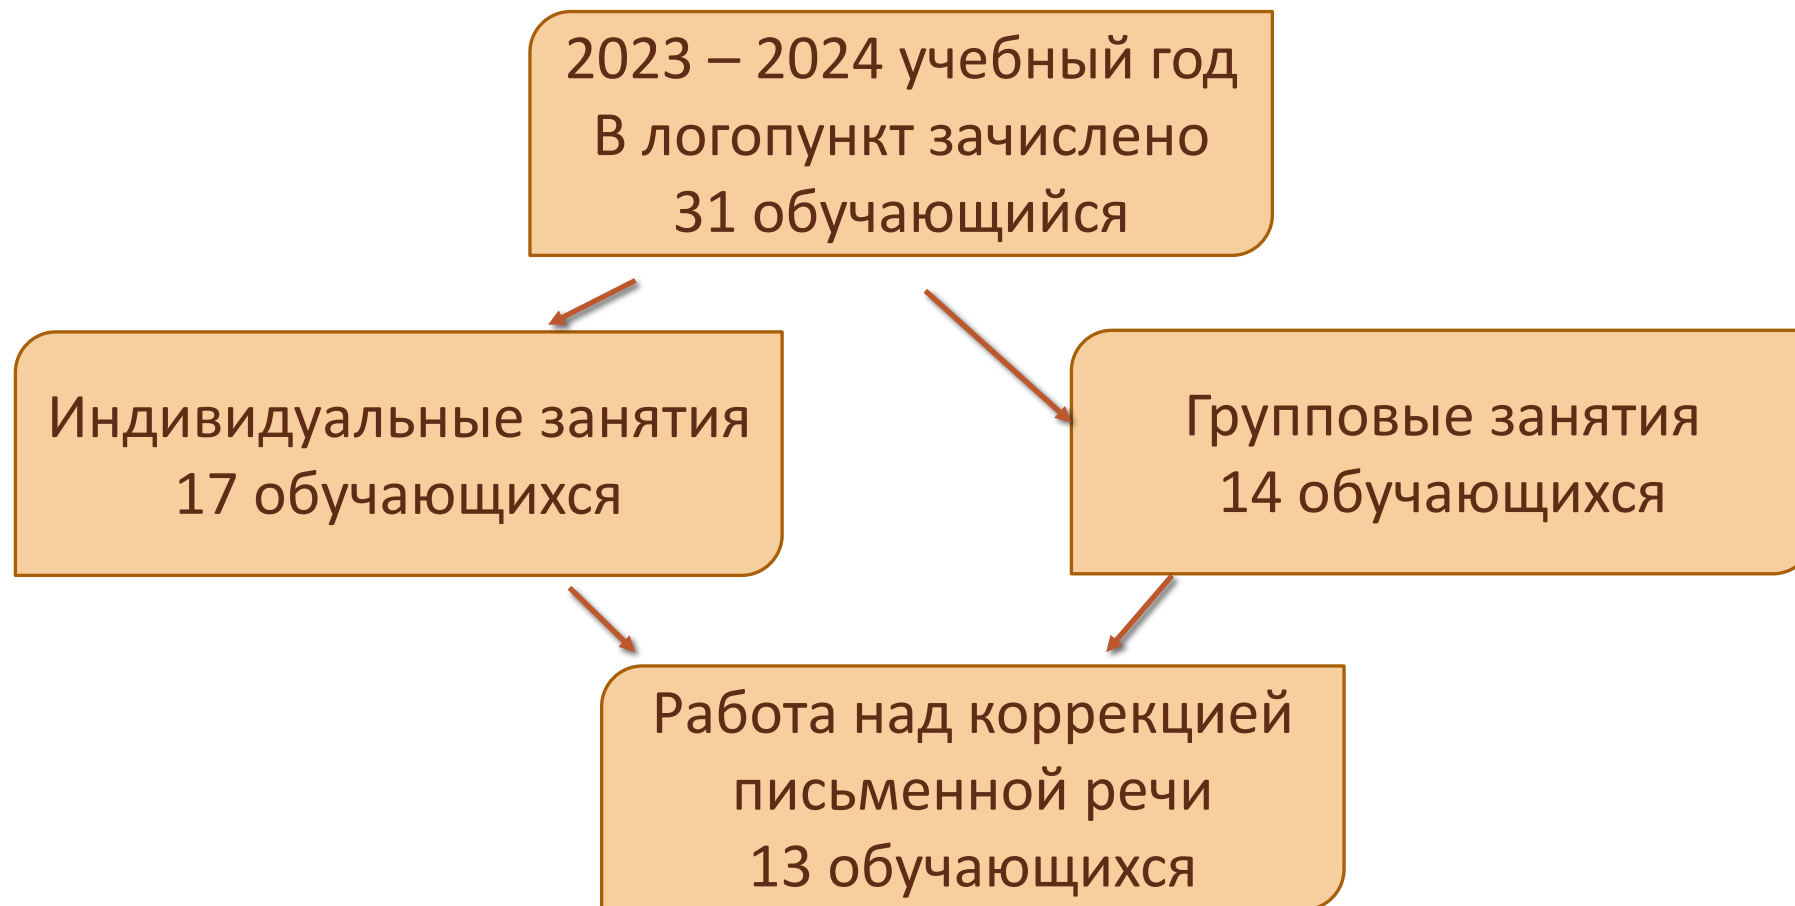 2023 – 2024 учебный год
В логопункт зачислено
31 обучающийся
Индивидуальные занятия
17 обучающихся
Групповые занятия
14 обучающихся
Работа над коррекцией
письменной речи
13 обучающихся